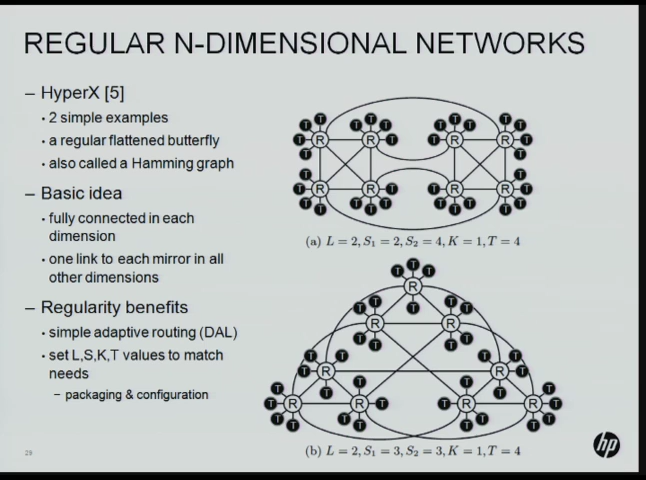 REGULAR N-DIMENSIONAL NETWORKS
– HyperX [5]
• 2 simple examples
• a regular flattened butterfly
• also called a Hamming graph
– Basic idea
• fully connected in each
dimension
• one link to each mirror in all
other dimensions
– Regularity benefits
• simple adaptive routing (DAL)
• set L,S,K,T values to match
needs
– packaging & configuration
T T T T T T T T T T T T
T R T R T T R T R T
T T
T T
T R T R T T R T R T
T T T T T T T T T T T T
(a) L = 2, S₁ = 2, S₂ = 4, K = 1, T = 4
T T T
R
T T T T T
T R R T
T T T T
T T T T
T R R T
T T
T T T T T T
T R R T T R R T
T T T T T T T T
(b) L = 2, S₁ = 3, S₂ = 3, K = 1, T = 4
29
hp